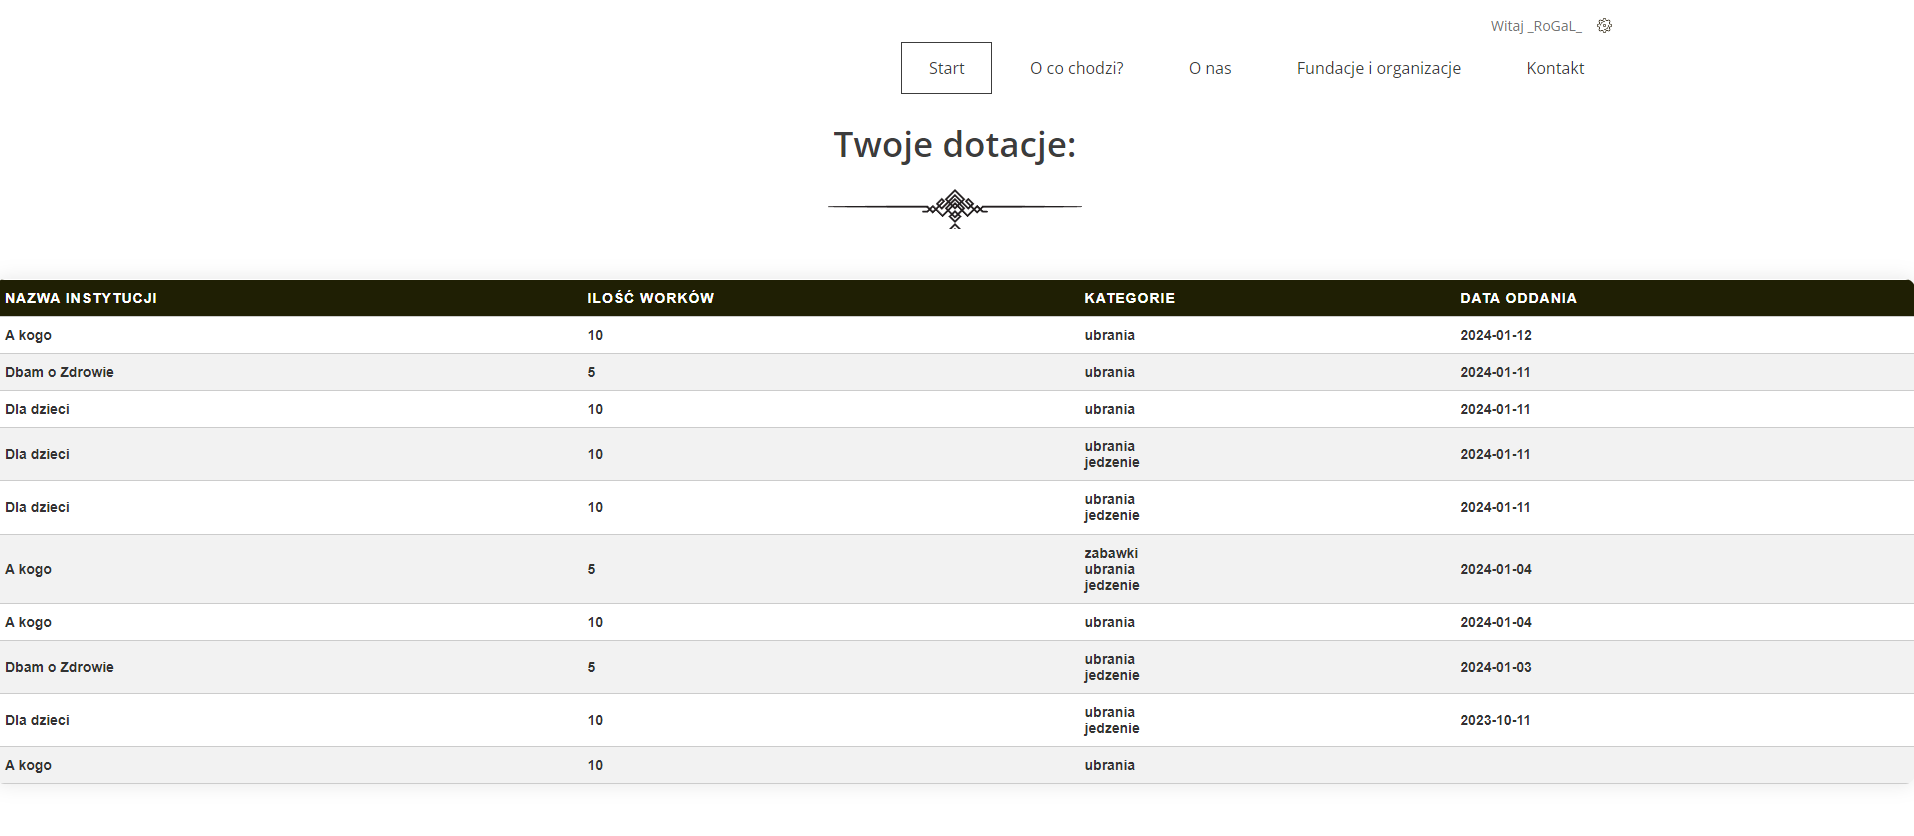 Witaj _RoGaL_
Start O co chodzi? O nas Fundacje i organizacje Kontakt
Twoje dotacje:
NAZWA INSTYTUCJI ILOŚĆ WORKÓW KATEGORIE DATA ODDANIA
A kogo 10 ubrania 2024-01-12
Dbam o Zdrowie 5 ubrania 2024-01-11
Dla dzieci 10 ubrania 2024-01-11
Dla dzieci 10 ubrania 2024-01-11
jedzenie
Dla dzieci 10 ubrania 2024-01-11
jedzenie
zabawki
A kogo 5 ubrania 2024-01-04
jedzenie
A kogo 10 ubrania 2024-01-04
Dbam o Zdrowie 5 ubrania 2024-01-03
jedzenie
Dla dzieci 10 ubrania 2023-10-11
jedzenie
A kogo 10 ubrania